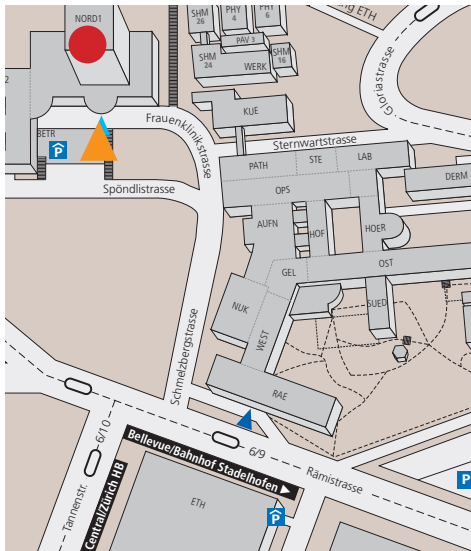 NORD1
SHM
26
PHY
4
PHY
6
ETH
PAV 3
SHM
24
WERK
SHM
16
Gloriastrasse
KUE
2
BETR
P
Frauenklinikstrasse
Sternwartstrasse
PATH
STE
LAB
DERM
OPS
Spöndlistrasse
AUFN
HOF
HOER
GEL
OST
NUK
SUED
WEST
Schmelzbergstrasse
RAE
6/10
6/9
Bellevue/Bahnhof Stadelhofen
Rämistrasse
P
Tannenstr.
Central/Zürich HB
ETH
P